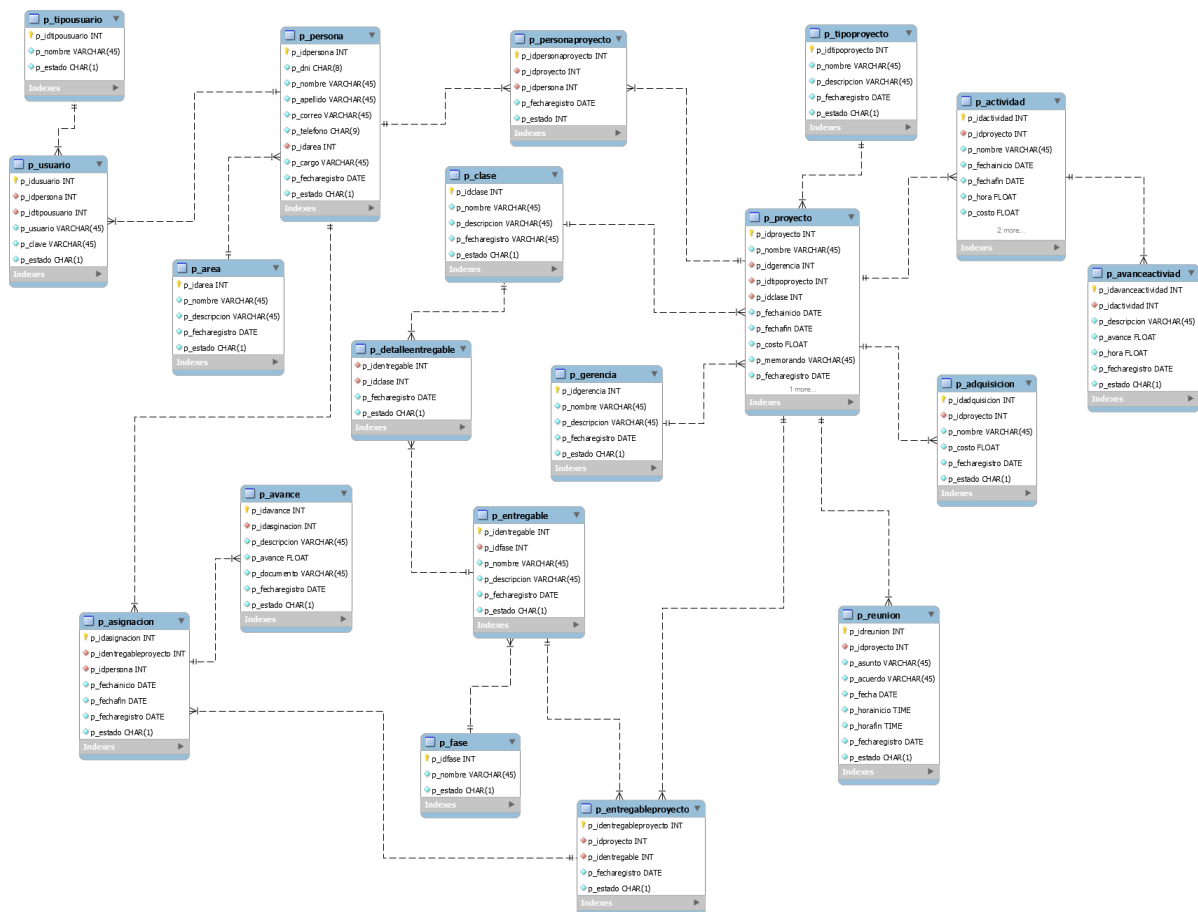 p_tipousuario
p_idtipousuario INT
p_nombre VARCHAR(45)
p_estado CHAR(1)
Indexes
p_persona
p_idpersona INT
p_dni CHAR(8)
p_nombre VARCHAR(45)
p_apellido VARCHAR(45)
p_correo VARCHAR(45)
p_telefono CHAR(9)
p_idarea INT
p_cargo VARCHAR(45)
p_fecharegistro DATE
p_estado CHAR(1)
Indexes
p_personaproyecto
p_idpersonaproyecto INT
p_idproyecto INT
p_idpersona INT
p_fecharegistro DATE
p_estado INT
Indexes
p_tipoproyecto
p_idtipoproyecto INT
p_nombre VARCHAR(45)
p_descripcion VARCHAR(45)
p_fecharegistro DATE
p_estado CHAR(1)
Indexes
p_actividad
p_idactividad INT
p_idproyecto INT
p_nombre VARCHAR(45)
p_fechainicio DATE
p_fechafin DATE
p_hora FLOAT
p_costo FLOAT
2 more...
Indexes
p_usuario
p_idusuario INT
p_idpersona INT
p_idtipousuario INT
p_usuario VARCHAR(45)
p_clave VARCHAR(45)
p_estado CHAR(1)
Indexes
p_clase
p_idclase INT
p_nombre VARCHAR(45)
p_descripcion VARCHAR(45)
p_fecharegistro VARCHAR(45)
p_estado CHAR(1)
Indexes
p_proyecto
p_idproyecto INT
p_nombre VARCHAR(45)
p_idgerencia INT
p_idtipoproyecto INT
p_idclase INT
p_fechainicio DATE
p_fechafin DATE
p_costo FLOAT
p_memorando VARCHAR(45)
p_fecharegistro DATE
1 more...
Indexes
p_area
p_idarea INT
p_nombre VARCHAR(45)
p_descripcion VARCHAR(45)
p_fecharegistro DATE
p_estado CHAR(1)
Indexes
p_avanceactiviad
p_idavanceactividad INT
p_idactividad INT
p_descripcion VARCHAR(45)
p_avance FLOAT
p_hora FLOAT
p_fecharegistro DATE
p_estado CHAR(1)
Indexes
p_detalleentregable
p_identregable INT
p_idclase INT
p_fecharegistro DATE
p_estado CHAR(1)
Indexes
p_gerencia
p_idgerencia INT
p_nombre VARCHAR(45)
p_descripcion VARCHAR(45)
p_fecharegistro DATE
p_estado CHAR(1)
Indexes
p_adquisicion
p_idadquisicion INT
p_idproyecto INT
p_nombre VARCHAR(45)
p_costo FLOAT
p_fecharegistro DATE
p_estado CHAR(1)
Indexes
p_avance
p_idavance INT
p_idasginacion INT
p_descripcion VARCHAR(45)
p_avance FLOAT
p_documento VARCHAR(45)
p_fecharegistro DATE
p_estado CHAR(1)
Indexes
p_entregable
p_identregable INT
p_idfase INT
p_nombre VARCHAR(45)
p_descripcion VARCHAR(45)
p_fecharegistro DATE
p_estado CHAR(1)
Indexes
p_asignacion
p_idasignacion INT
p_identregableproyecto INT
p_idpersona INT
p_fechainicio DATE
p_fechafin DATE
p_fecharegistro DATE
p_estado CHAR(1)
Indexes
p_reunion
p_idreunion INT
p_idproyecto INT
p_asunto VARCHAR(45)
p_acuerdo VARCHAR(45)
p_fecha DATE
p_horainicio TIME
p_horafin TIME
p_fecharegistro DATE
p_estado CHAR(1)
Indexes
p_fase
p_idfase INT
p_nombre VARCHAR(45)
p_estado CHAR(1)
Indexes
p_entregableproyecto
p_identregableproyecto INT
p_idproyecto INT
p_identregable INT
p_fecharegistro DATE
p_estado CHAR(1)
Indexes